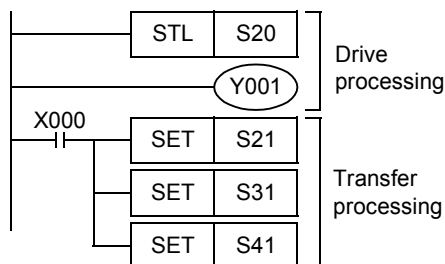 STL S20
Drive
processing
Y001
X000
SET S21
SET S31
Transfer
processing
SET S41